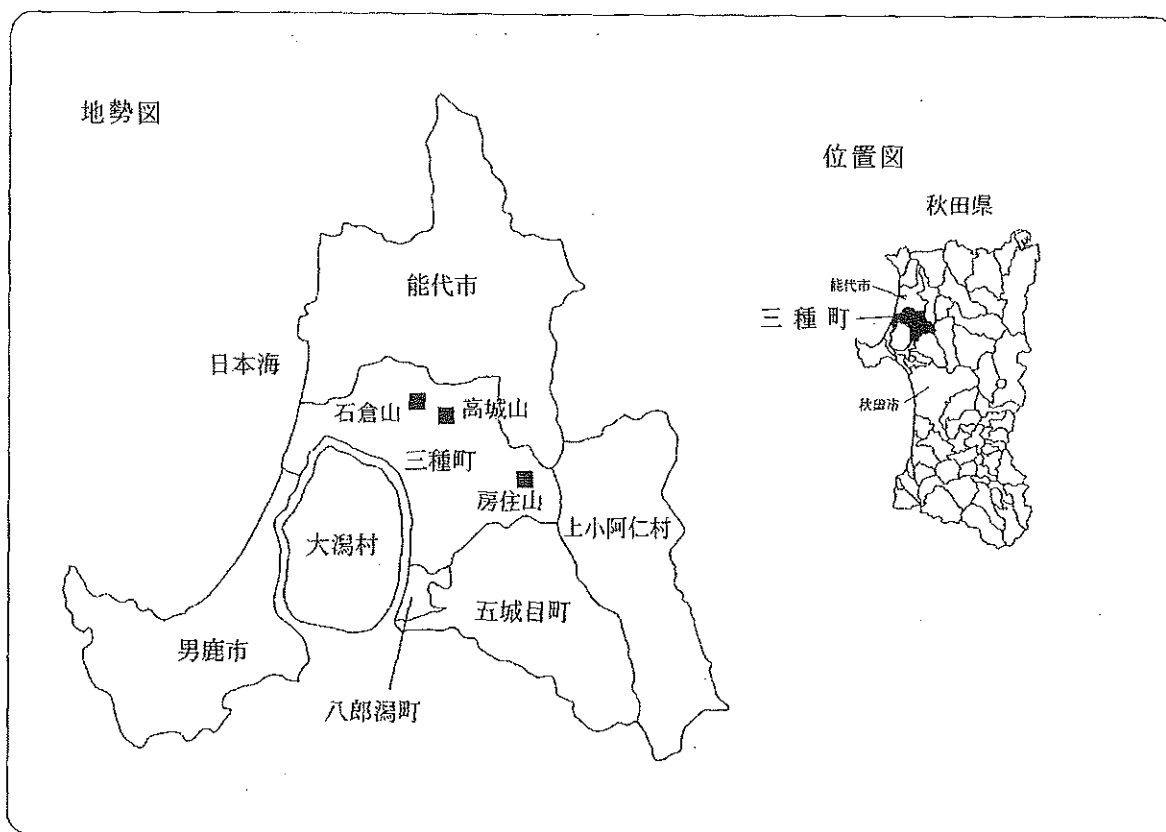 地勢図
位置図
秋田県
能代市
三種町
秋田市
能代市
日本海
石倉山
高城山
三種町
房住山
上小阿仁村
大潟村
五城目町
男鹿市
八郎潟町